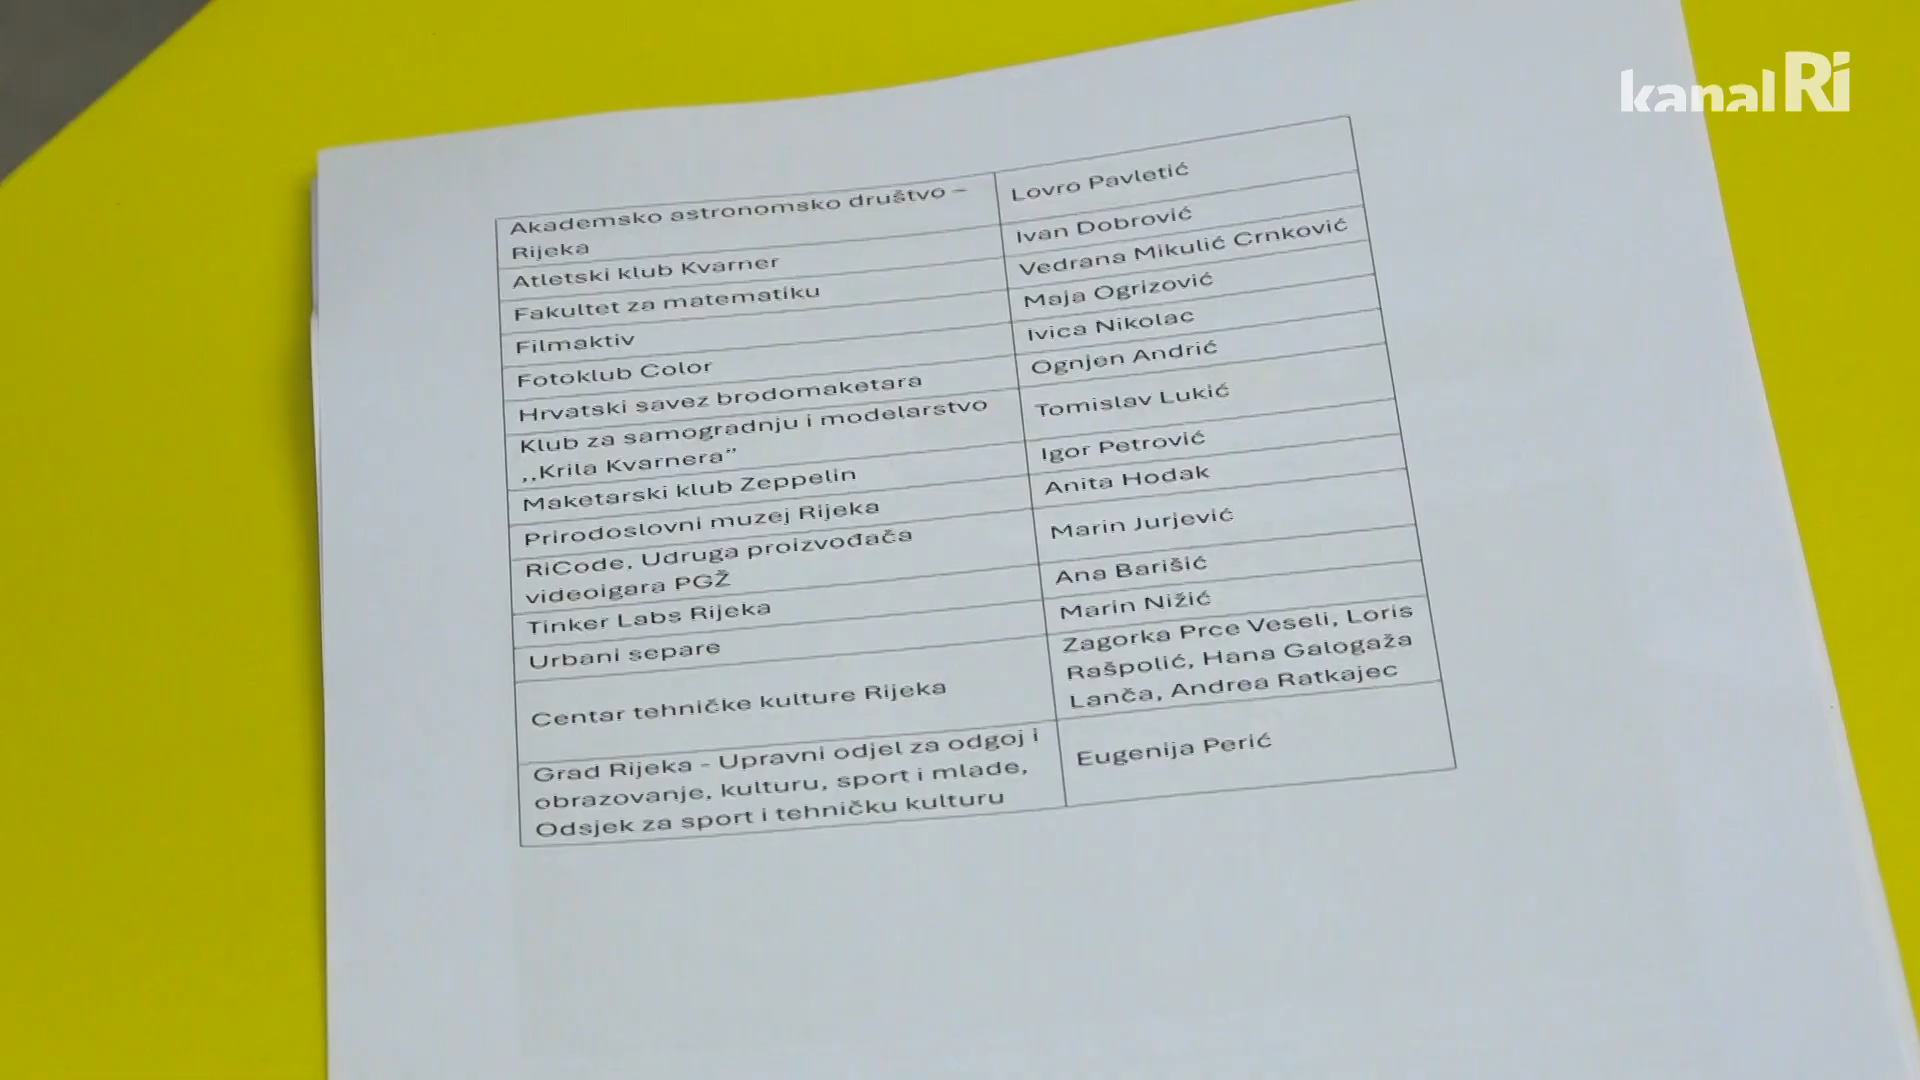 kanalRi
Akademsko astronomsko društvo –
Rijeka
Lovro Pavletić
Atletski klub Kvarner
Ivan Dobrović
Fakultet za matematiku
Vedrana Mikulić Crnković
Filmaktiv
Maja Ogrizović
Fotoklub Color
Ivica Nikolac
Hrvatski savez brodomaketara
Ognjen Andrić
Klub za samogradnju i modelarstvo
,,Krila Kvarnera”
Tomislav Lukić
Maketarski klub Zeppelin
Igor Petrović
Prirodoslovni muzej Rijeka
Anita Hodak
RiCode, Udruga proizvođača
videoigara PGŽ
Marin Jurjević
Tinker Labs Rijeka
Ana Barišić
Urbani separe
Marin Nižić
Centar tehničke kulture Rijeka
Zagorka Prce Veseli, Loris
Rašpolić, Hana Galogaža
Lanča, Andrea Ratkajec
Grad Rijeka - Upravni odjel za odgoj i
obrazovanje, kulturu, sport i mlade,
Odsjek za sport i tehničku kulturu
Eugenija Perić